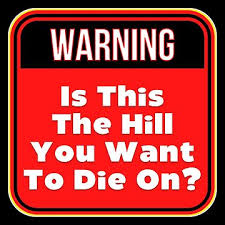 WARNING
Is This
The Hill
You Want
To Die On?